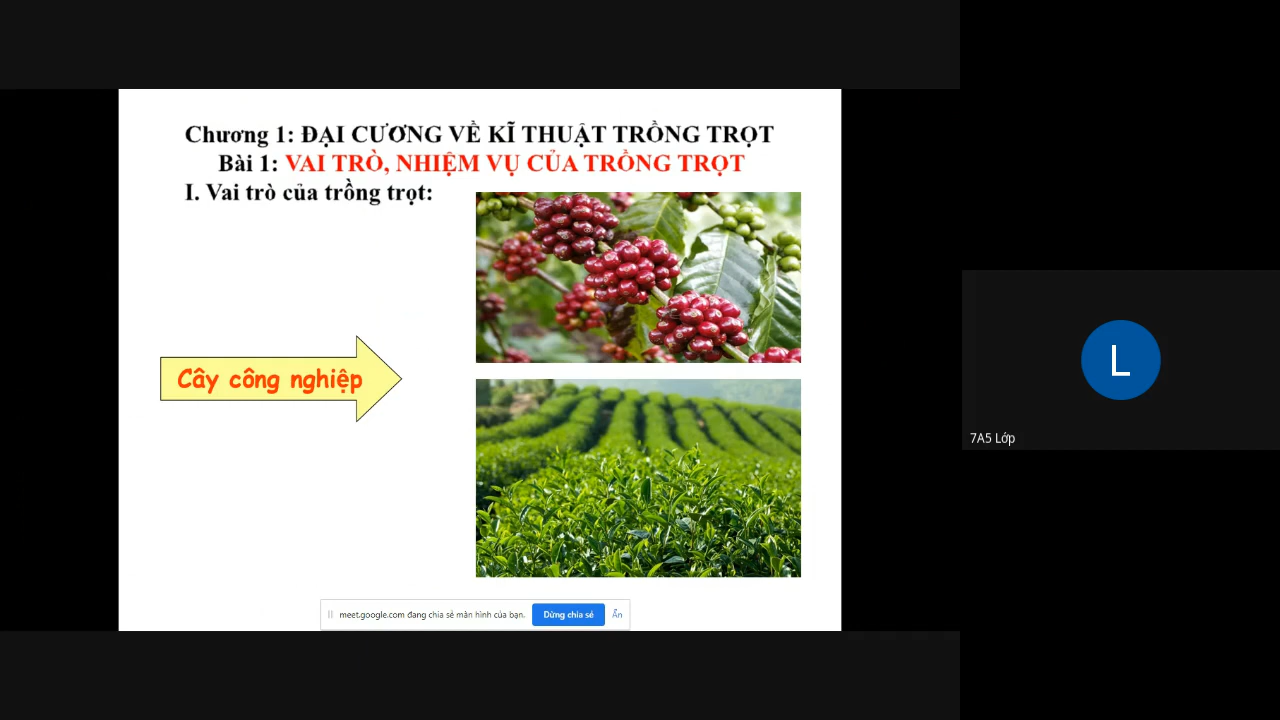 Chương 1: ĐẠI CƯƠNG VỀ KĨ THUẬT TRỒNG TRỌT
Bài 1: VAI TRÒ, NHIỆM VỤ CỦA TRỒNG TRỌT
I. Vai trò của trồng trọt:
Cây công nghiệp
L
7A5 Lớp
meet.google.com đang chia sẻ màn hình của bạn. Dừng chia sẻ Ẩn